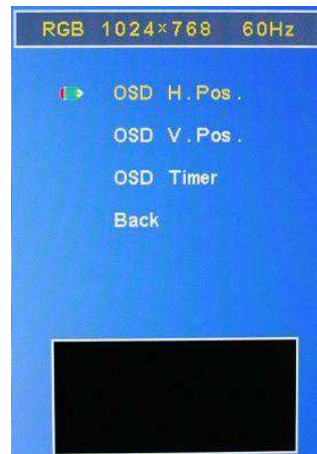 RGB 1024×768 60Hz
OSD H.Pos.
OSD V.Pos.
OSD Timer
Back